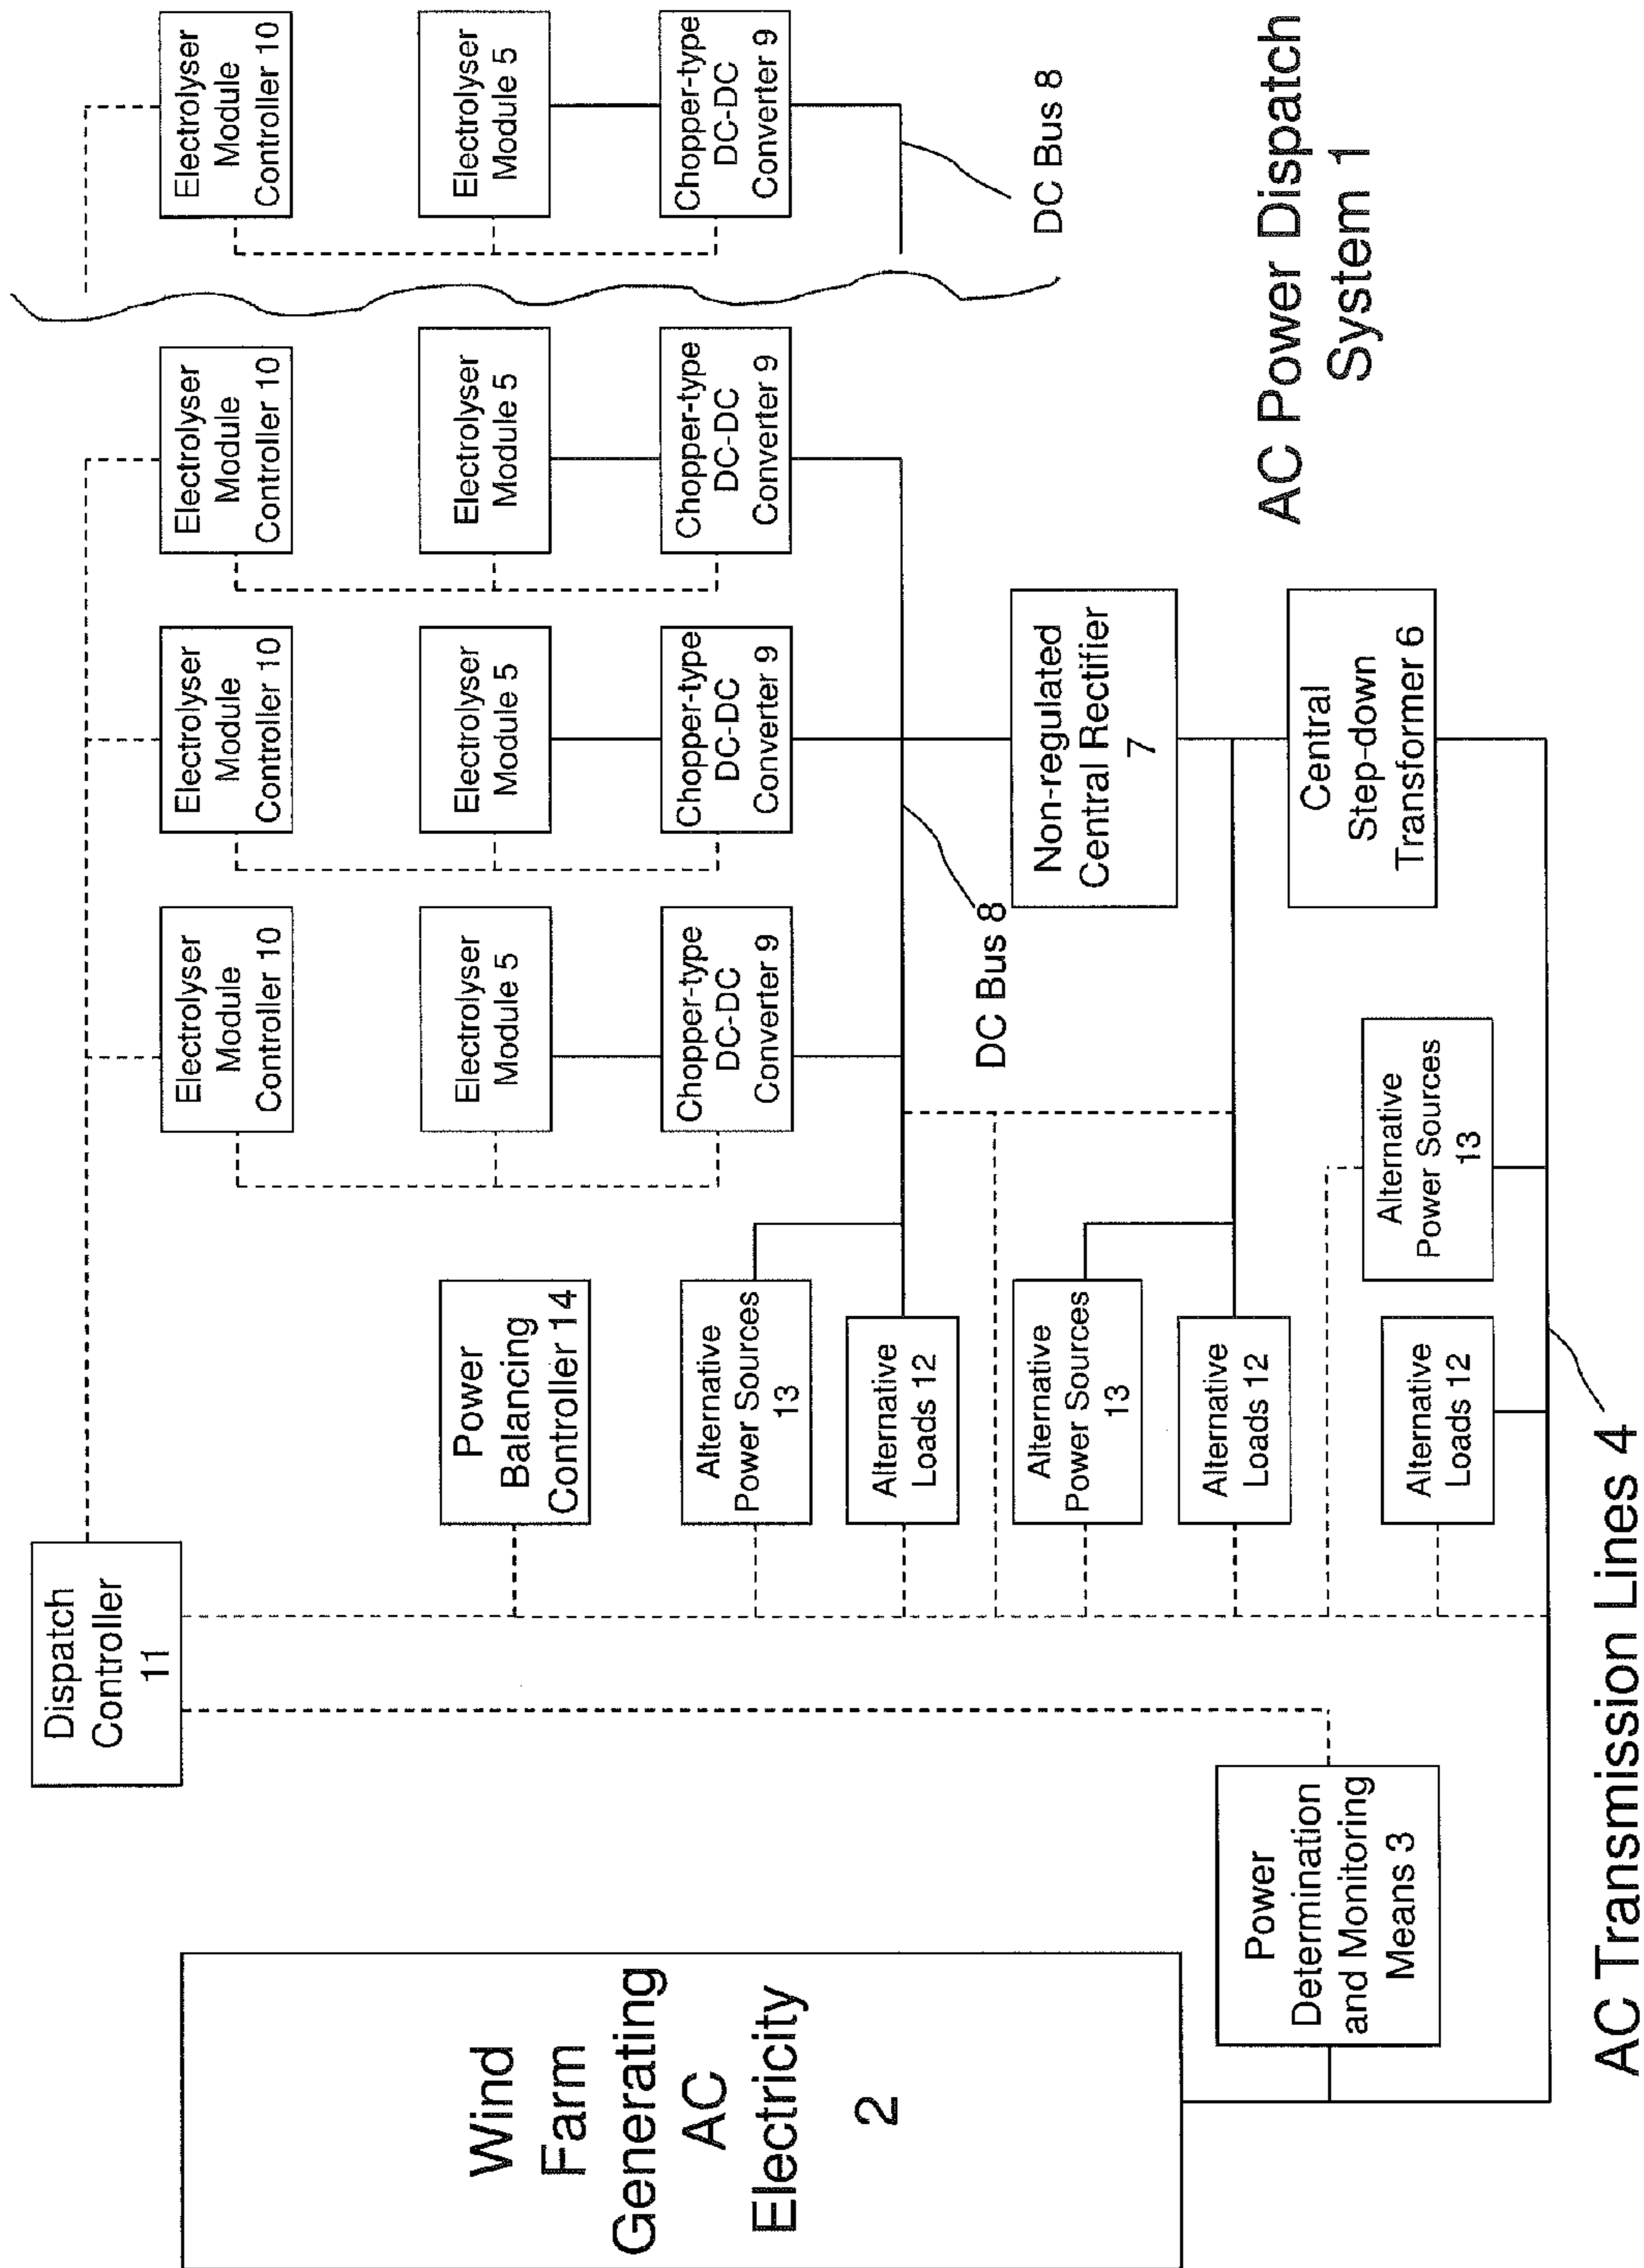 Wind
Farm
Generating
AC
Electricity
2
Dispatch
Controller
11
Power
Determination
and Monitoring
Means 3
Power
Balancing
Controller 14
Alternative
Power Sources
13
Alternative
Loads 12
Alternative
Power Sources
13
Alternative
Loads 12
Alternative
Power Sources
13
Alternative
Loads 12
Electrolyser
Module
Controller 10
Electrolyser
Module 5
Chopper-type
DC-DC
Converter 9
Electrolyser
Module
Controller 10
Electrolyser
Module 5
Chopper-type
DC-DC
Converter 9
Electrolyser
Module
Controller 10
Electrolyser
Module 5
Chopper-type
DC-DC
Converter 9
Electrolyser
Module
Controller 10
Electrolyser
Module 5
Chopper-type
DC-DC
Converter 9
DC Bus 8
DC Bus 8
Non-regulated
Central Rectifier
7
Central
Step-down
Transformer 6
AC Power Dispatch
System 1
AC Transmission Lines 4